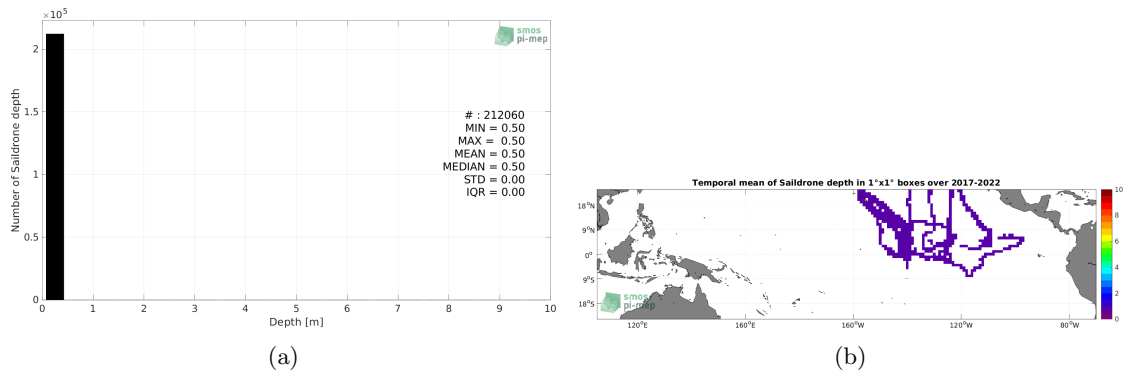 ×10⁵
2
1.5
1
0.5
0
Number of Saildrone depth
smos
pi-mep
# : 212060
MIN = 0.50
MAX = 0.50
MEAN = 0.50
MEDIAN = 0.50
STD = 0.00
IQR = 0.00
0 1 2 3 4 5 6 7 8 9 10
Depth [m]
(a)
Temporal mean of Saildrone depth in 1°x1° boxes over 2017-2022
18°N
9°N
0°
9°S
18°S
smos
pi-mep
120°E 160°E 160°W 120°W 80°W
10
8
6
4
2
0
(b)